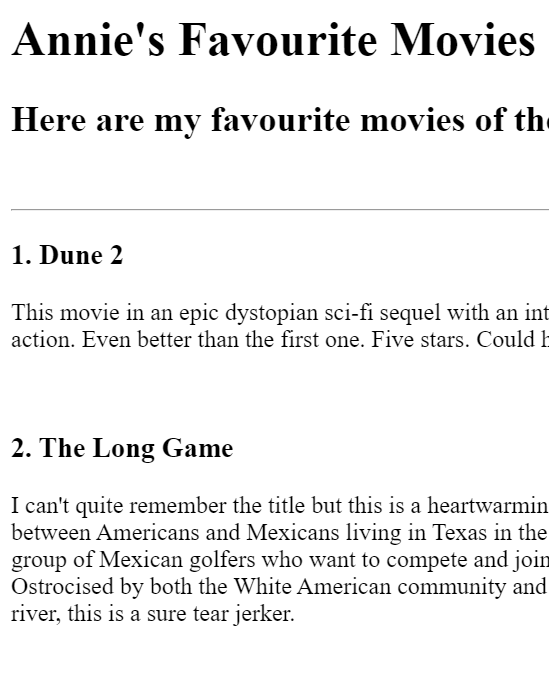 Annie's Favourite Movies
Here are my favourite movies of the
1. Dune 2
This movie in an epic dystopian sci-fi sequel with an int
action. Even better than the first one. Five stars. Could h
2. The Long Game
I can't quite remember the title but this is a heartwarmin
between Americans and Mexicans living in Texas in the
group of Mexican golfers who want to compete and join
Ostrocised by both the White American community and
river, this is a sure tear jerker.